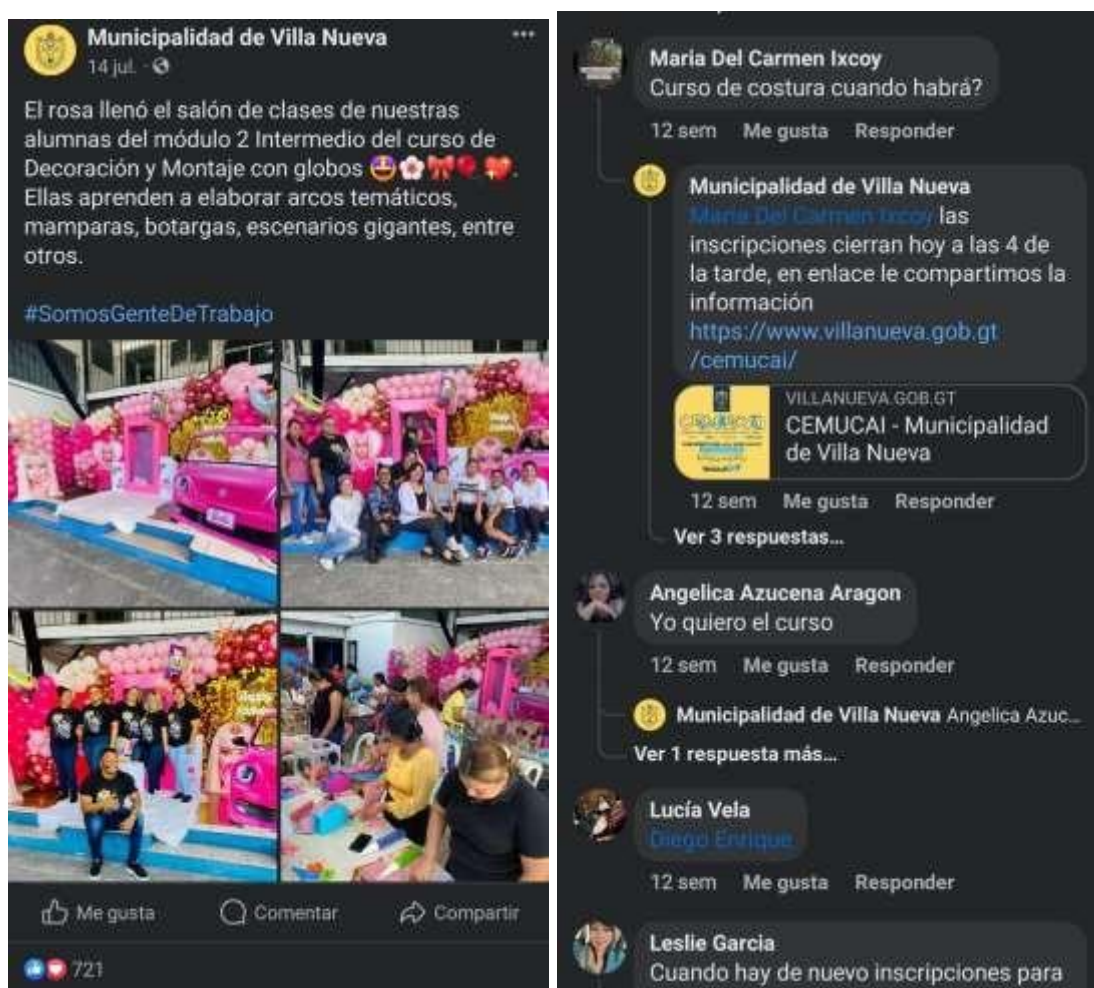 Municipalidad de Villa Nueva
14 jul.
El rosa llenó el salón de clases de nuestras
alumnas del módulo 2 Intermedio del curso de
Decoración y Montaje con globos 🤩🌸🎀🎈💖.
Ellas aprenden a elaborar arcos temáticos,
mamparas, botargas, escenarios gigantes, entre
otros.
#SomosGenteDeTrabajo
Me gusta
Comentar
Compartir
721
Maria Del Carmen Ixcoy
Curso de costura cuando habrá?
12 sem Me gusta Responder
Municipalidad de Villa Nueva
Maria Del Carmen Ixcoy las
inscripciones cierran hoy a las 4 de
la tarde, en enlace le compartimos la
información
https://www.villanueva.gob.gt
/cemucai/
VILLANUEVA.GOB.GT
CEMUCAI - Municipalidad
de Villa Nueva
12 sem Me gusta Responder
Ver 3 respuestas...
Angelica Azucena Aragon
Yo quiero el curso
12 sem Me gusta Responder
Municipalidad de Villa Nueva Angelica Azuc...
Ver 1 respuesta más...
Lucía Vela
Diego Enrique
12 sem Me gusta Responder
Leslie Garcia
Cuando hay de nuevo inscripciones para